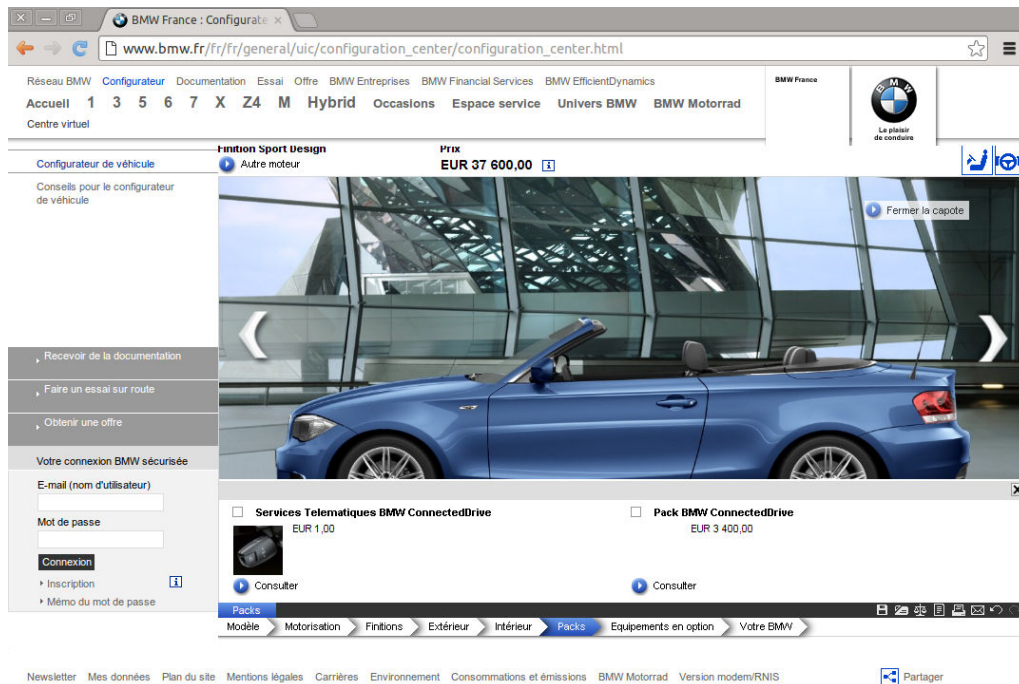 BMW France : Configurate
www.bmw.fr/fr/fr/general/uic/configuration_center/configuration_center.html
Réseau BMW Configurateur Documentation Essai Offre BMW Entreprises BMW Financial Services BMW EfficientDynamics
BMW France
Accueil 1 3 5 6 7 X Z4 M Hybrid Occasions Espace service Univers BMW BMW Motorrad
Centre virtuel
BMW
Le plaisir
de conduire
Configurateur de véhicule
Conseils pour le configurateur
de véhicule
Finition Sport Design Prix
Autre moteur EUR 37 600,00 i
Fermer la capote
Recevoir de la documentation
Faire un essai sur route
Obtenir une offre
Votre connexion BMW sécurisée
E-mail (nom d'utilisateur)
Mot de passe
Connexion
Inscription i
Mémo du mot de passe
Services Telematiques BMW ConnectedDrive
EUR 1,00
Consulter
Pack BMW ConnectedDrive
EUR 3 400,00
Consulter
Packs
Modèle Motorisation Finitions Extérieur Intérieur Packs Equipements en option Votre BMW
Newsletter Mes données Plan du site Mentions légales Carrières Environnement Consommations et émissions BMW Motorrad Version modem/RNIS Partager